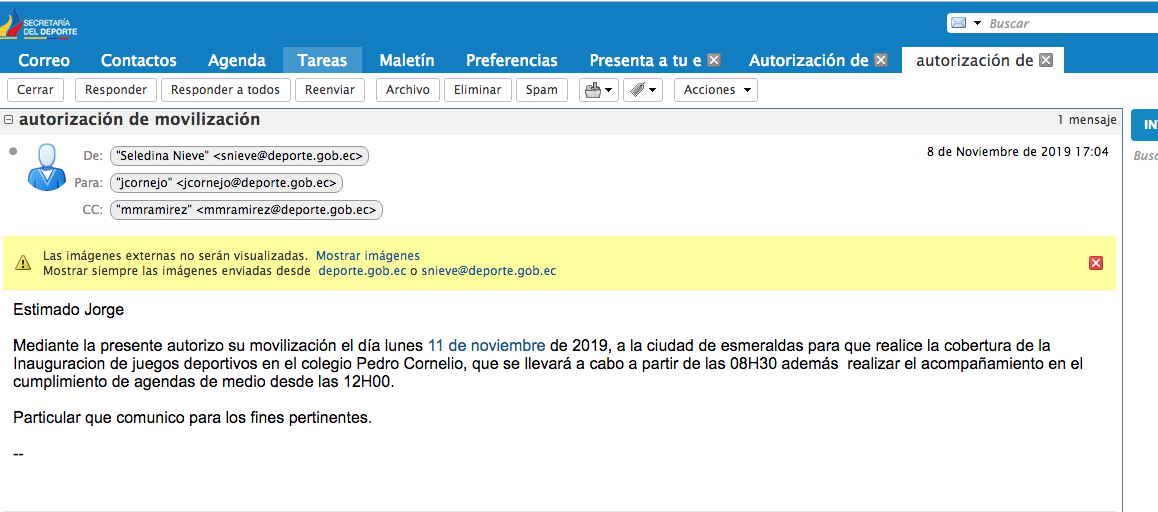 SECRETARÍA
DEL DEPORTE
Buscar
Correo Contactos Agenda Tareas Maletín Preferencias Presenta a tu e Autorización de autorización de
Cerrar Responder Responder a todos Reenviar Archivo Eliminar Spam Acciones
autorización de movilización 1 mensaje
IN
De: "Seledina Nieve" <snieve@deporte.gob.ec> 8 de Noviembre de 2019 17:04
Busc
Para: "jcornejo" <jcornejo@deporte.gob.ec>
CC: "mmramirez" <mmramirez@deporte.gob.ec>
Las imágenes externas no serán visualizadas. Mostrar imágenes
Mostrar siempre las imágenes enviadas desde deporte.gob.ec o snieve@deporte.gob.ec
Estimado Jorge
Mediante la presente autorizo su movilización el día lunes 11 de noviembre de 2019, a la ciudad de esmeraldas para que realice la cobertura de la
Inauguracion de juegos deportivos en el colegio Pedro Cornelio, que se llevará a cabo a partir de las 08H30 además realizar el acompañamiento en el
cumplimiento de agendas de medio desde las 12H00.
Particular que comunico para los fines pertinentes.
--